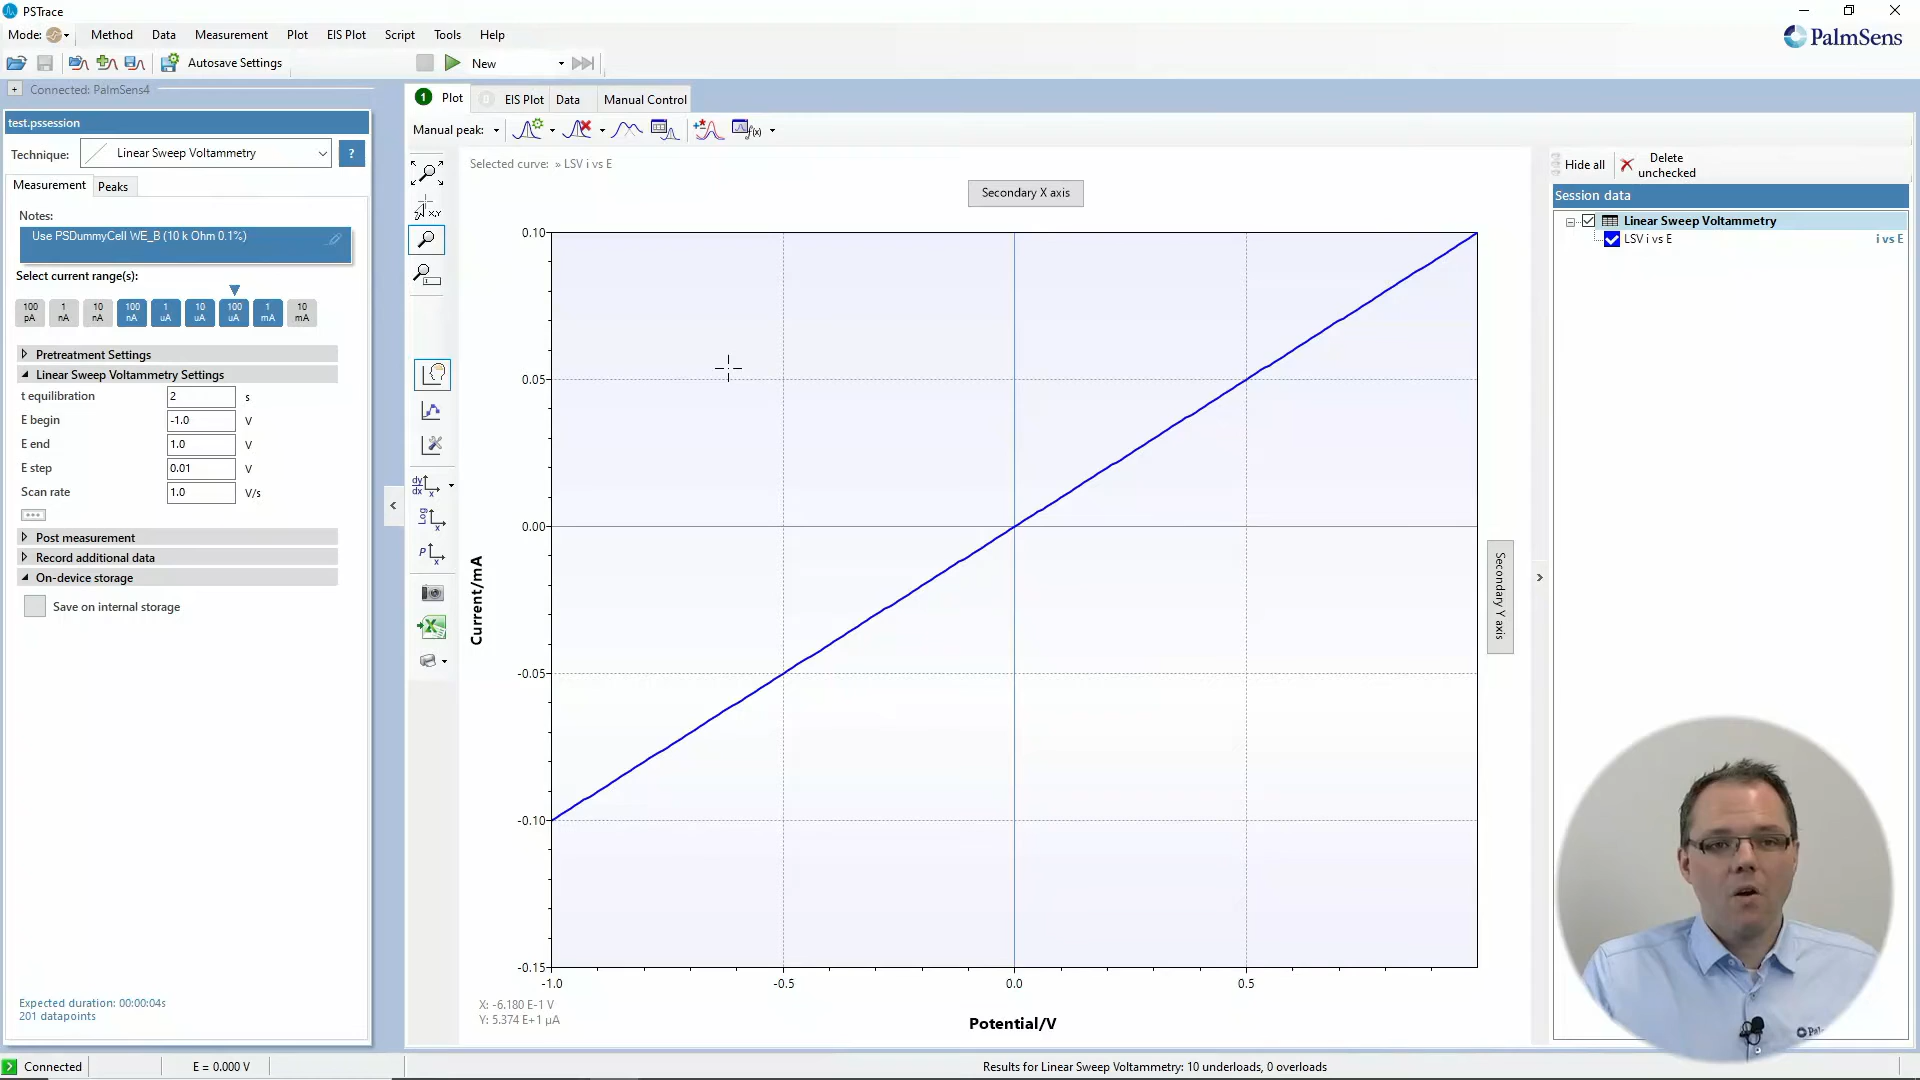 PSTrace
Mode: Method Data Measurement Plot EIS Plot Script Tools Help
PalmSens
Autosave Settings New
Connected: PalmSens4
test.pssession
Technique: Linear Sweep Voltammetry ?
Measurement Peaks
Notes:
Use PSDummyCell WE_B (10 k Ohm 0.1%)
Select current range(s):
100 pA
1 nA
10 nA
100 nA
1 uA
10 uA
100 uA
1 mA
10 mA
Pretreatment Settings
Linear Sweep Voltammetry Settings
t equilibration 2 s
E begin -1.0 V
E end 1.0 V
E step 0.01 V
Scan rate 1.0 V/s
Post measurement
Record additional data
On-device storage
Save on internal storage
Expected duration: 00:00:04s
201 datapoints
1 Plot 0 EIS Plot Data Manual Control
Manual peak:
f(x)
Selected curve: » LSV i vs E
x,y
dy/dx x
Log x
P x
Secondary X axis
0.10
0.05
0.00
-0.05
-0.10
-0.15
Current/mA
-1.0 -0.5 0.0 0.5
Potential/V
X: -6.180 E-1 V
Y: 5.374 E+1 µA
Secondary Y axis
Hide all Delete unchecked
Session data
Linear Sweep Voltammetry
LSV i vs E i vs E
Connected E = 0.000 V Results for Linear Sweep Voltammetry: 10 underloads, 0 overloads